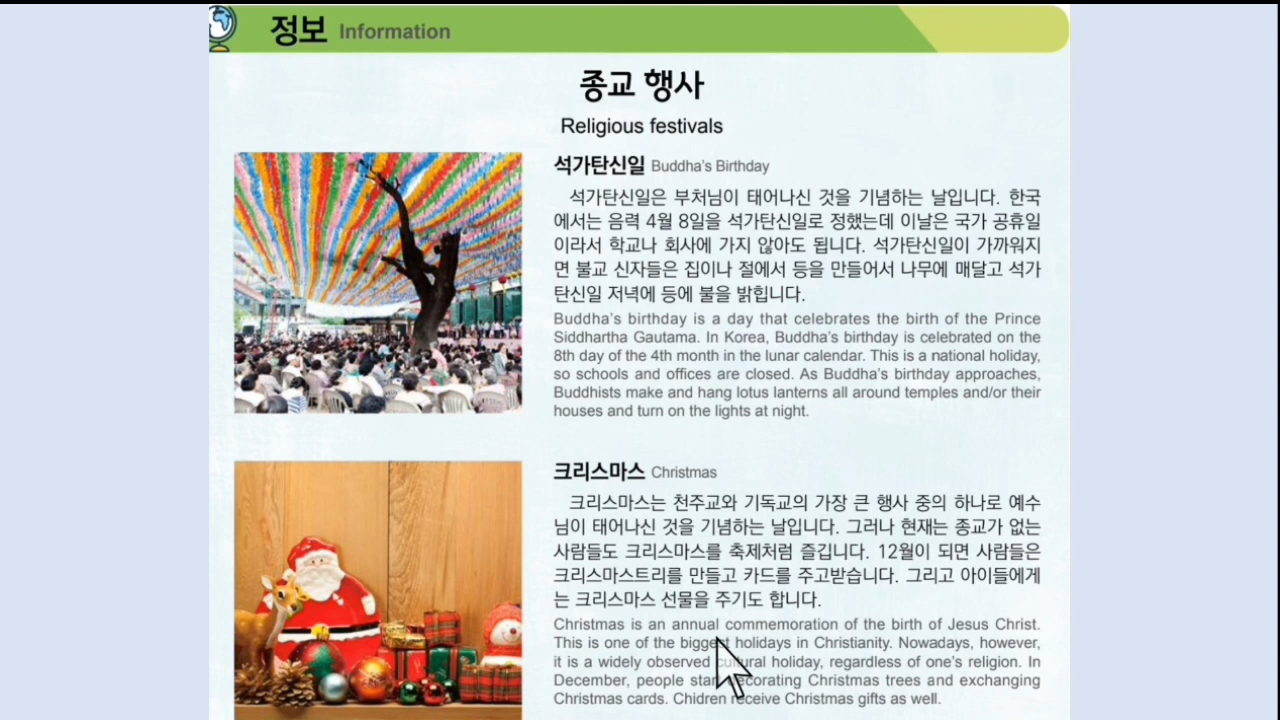 정보 Information
종교 행사
Religious festivals
석가탄신일 Buddha's Birthday
석가탄신일은 부처님이 태어나신 것을 기념하는 날입니다. 한국
에서는 음력 4월 8일을 석가탄신일로 정했는데 이날은 국가 공휴일
이라서 학교나 회사에 가지 않아도 됩니다. 석가탄신일이 가까워지
면 불교 신자들은 집이나 절에서 등을 만들어서 나무에 매달고 석가
탄신일 저녁에 등에 불을 밝힙니다.
Buddha's birthday is a day that celebrates the birth of the Prince
Siddhartha Gautama. In Korea, Buddha's birthday is celebrated on the
8th day of the 4th month in the lunar calendar. This is a national holiday,
so schools and offices are closed. As Buddha's birthday approaches,
Buddhists make and hang lotus lanterns all around temples and/or their
houses and turn on the lights at night.
크리스마스 Christmas
크리스마스는 천주교와 기독교의 가장 큰 행사 중의 하나로 예수
님이 태어나신 것을 기념하는 날입니다. 그러나 현재는 종교가 없는
사람들도 크리스마스를 축제처럼 즐깁니다. 12월이 되면 사람들은
크리스마스트리를 만들고 카드를 주고받습니다. 그리고 아이들에게
는 크리스마스 선물을 주기도 합니다.
Christmas is an annual commemoration of the birth of Jesus Christ.
This is one of the biggest holidays in Christianity. Nowadays, however,
it is a widely observed cultural holiday, regardless of one's religion. In
December, people start decorating Christmas trees and exchanging
Christmas cards. Chidren receive Christmas gifts as well.